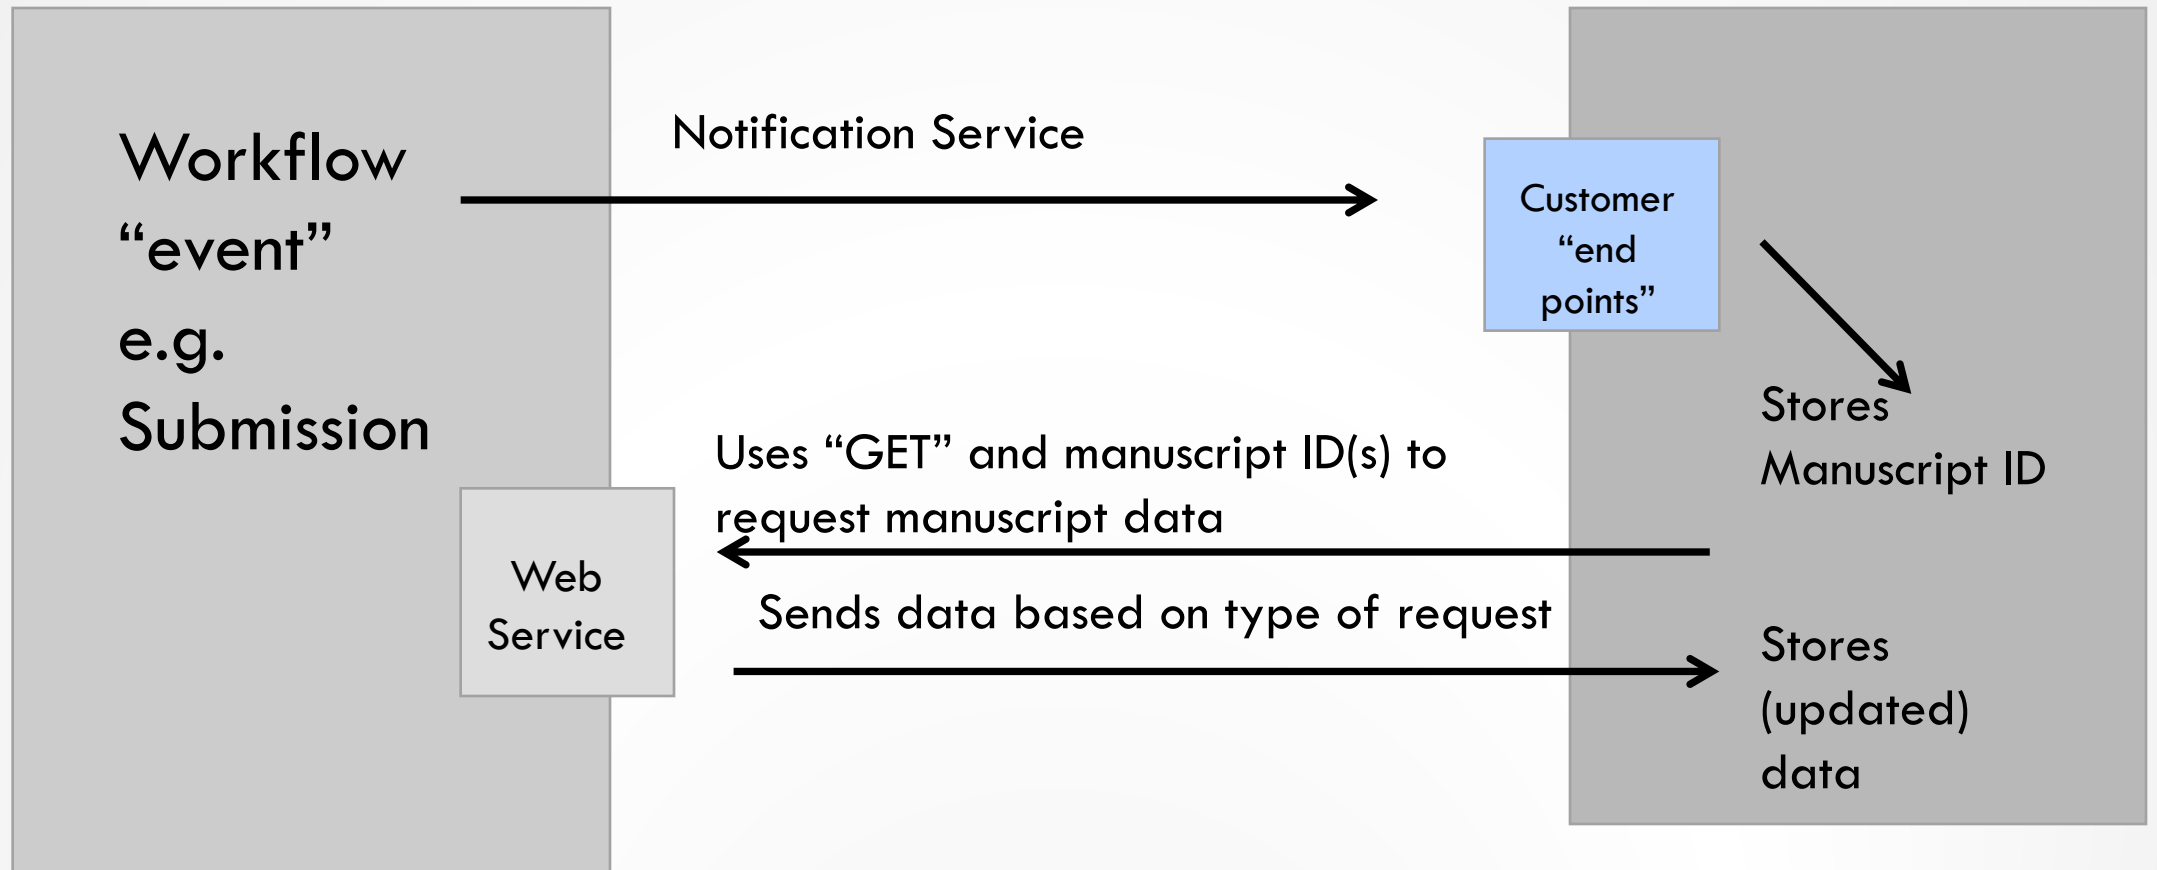 Workflow
“event”
e.g.
Submission
Notification Service
Customer
“end
points”
Stores
Manuscript ID
Uses “GET” and manuscript ID(s) to
request manuscript data
Web
Service
Sends data based on type of request
Stores
(updated)
data